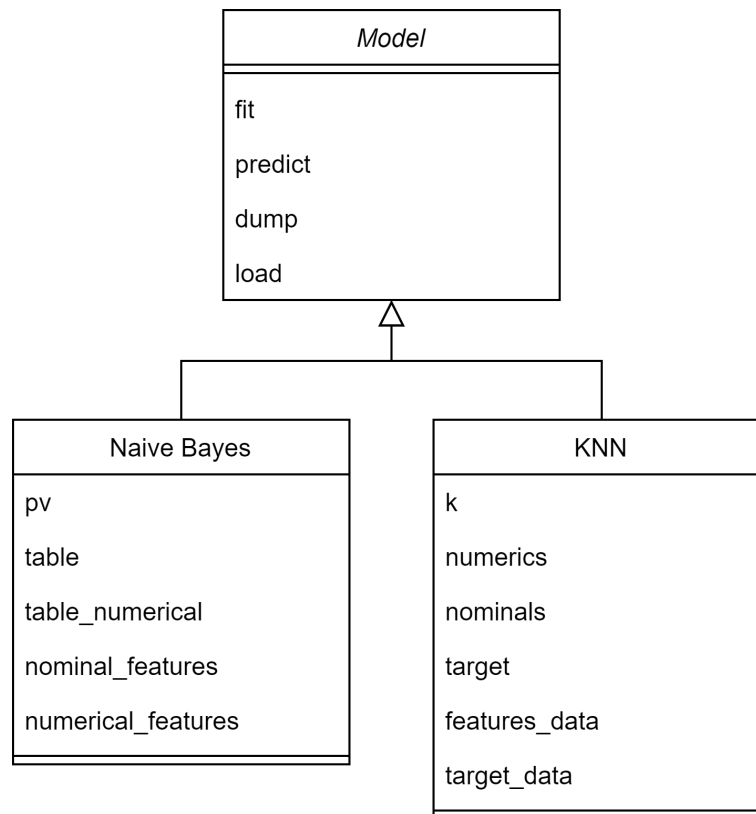 Model
fit
predict
dump
load
Naive Bayes
pv
table
table_numerical
nominal_features
numerical_features
KNN
k
numerics
nominals
target
features_data
target_data